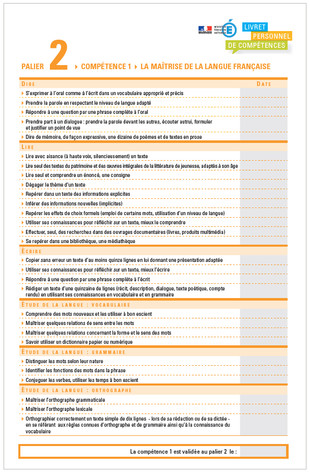 LIVRET
PERSONNEL
DE COMPÉTENCES
PALIER 2 COMPÉTENCE 1 LA MAÎTRISE DE LA LANGUE FRANÇAISE
DIRE DATE
S'exprimer à l'oral comme à l'écrit dans un vocabulaire approprié et précis
Prendre la parole en respectant le niveau de langue adapté
Répondre à une question par une phrase complète à l'oral
Prendre part à un dialogue : prendre la parole devant les autres, écouter autrui, formuler
et justifier un point de vue
Dire de mémoire, de façon expressive, une dizaine de poèmes et de textes en prose
LIRE
Lire avec aisance (à haute voix, silencieusement) un texte
Lire seul des textes du patrimoine et des œuvres intégrales de la littérature de jeunesse, adaptés à son âge
Lire seul et comprendre un énoncé, une consigne
Dégager le thème d'un texte
Repérer dans un texte des informations explicites
Inférer des informations nouvelles (implicites)
Repérer les effets de choix formels (emploi de certains mots, utilisation d'un niveau de langue)
Utiliser ses connaissances pour réfléchir sur un texte, mieux le comprendre
Effectuer, seul, des recherches dans des ouvrages documentaires (livres, produits multimédia)
Se repérer dans une bibliothèque, une médiathèque
ÉCRIRE
Copier sans erreur un texte d'au moins quinze lignes en lui donnant une présentation adaptée
Utiliser ses connaissances pour réfléchir sur un texte, mieux l'écrire
Répondre à une question par une phrase complète à l'écrit
Rédiger un texte d'une quinzaine de lignes (récit, description, dialogue, texte poétique, compte
rendu) en utilisant ses connaissances en vocabulaire et en grammaire
ÉTUDE DE LA LANGUE : VOCABULAIRE
Comprendre des mots nouveaux et les utiliser à bon escient
Maîtriser quelques relations de sens entre les mots
Maîtriser quelques relations concernant la forme et le sens des mots
Savoir utiliser un dictionnaire papier ou numérique
ÉTUDE DE LA LANGUE : GRAMMAIRE
Distinguer les mots selon leur nature
Identifier les fonctions des mots dans la phrase
Conjuguer les verbes, utiliser les temps à bon escient
ÉTUDE DE LA LANGUE : ORTHOGRAPHE
Maîtriser l'orthographe grammaticale
Maîtriser l'orthographe lexicale
Orthographier correctement un texte simple de dix lignes - lors de sa rédaction ou de sa dictée -
en se référant aux règles connues d'orthographe et de grammaire ainsi qu'à la connaissance du
vocabulaire
La compétence 1 est validée au palier 2 le :